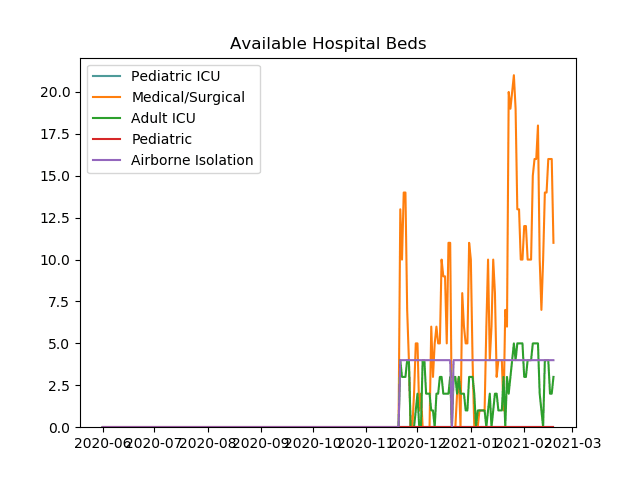 Available Hospital Beds
Pediatric ICU
Medical/Surgical
Adult ICU
Pediatric
Airborne Isolation
20.0
17.5
15.0
12.5
10.0
7.5
5.0
2.5
0.0
2020-06 2020-07 2020-08 2020-09 2020-10 2020-11 2020-12 2021-01 2021-02 2021-03